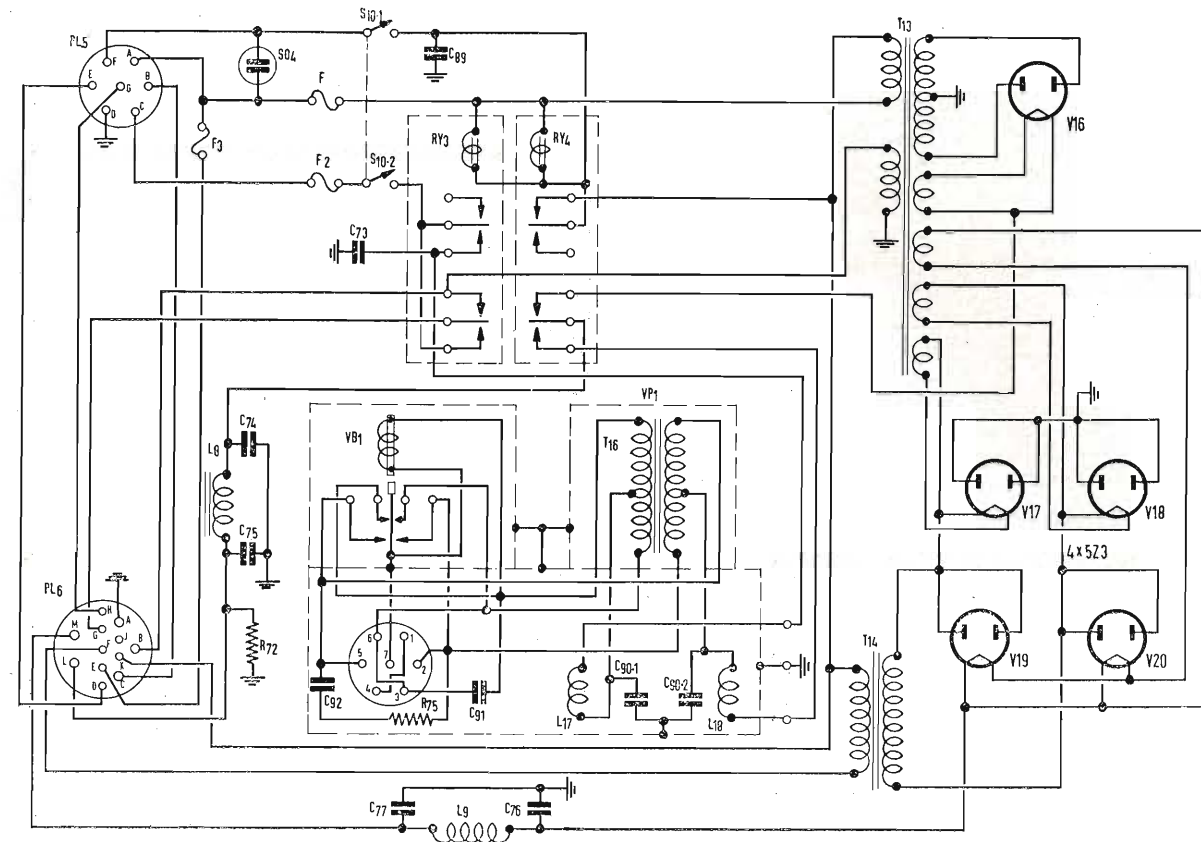 S10·1
T13
PL5
S04
C89
F A
E B
G
D C
F
V16
F3
RY3
RY4
F2
S10·2
C73
VP1
C74
VB1
T16
L8
V17
V18
C75
4 × 5Z3
PL6
H
M A
G J
F B
L E K
D C
R72
6 1
5 7 2
4 3
C92
R75
C91
L17
C90·1
C90·2
L18
T14
V19
V20
C77
L9
C76